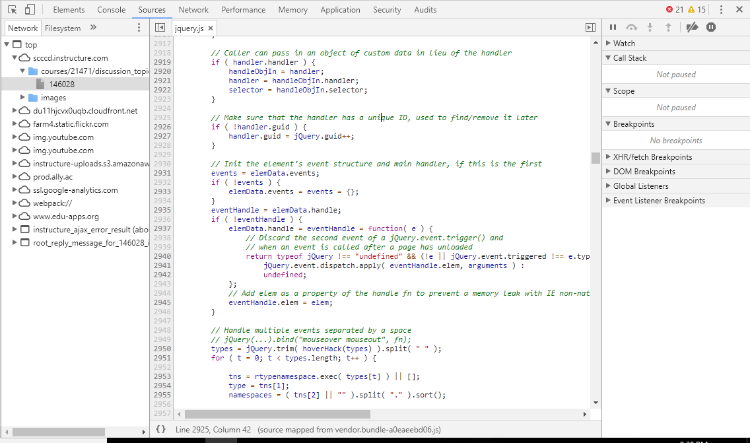 Elements Console Sources Network Performance Memory Application Security Audits 21 15
Network Filesystem »
top
scccd.instructure.com
courses/21471/discussion_topi
146028
images
du11hjcvx0uqb.cloudfront.net
farm4.static.flickr.com
img.youtube.com
img.youtube.com
instructure-uploads.s3.amazonaw
prod.ally.ac
ssl.google-analytics.com
webpack://
www.edu-apps.org
instructure_ajax_error_result (abo
root_reply_message_for_146028_i
jquery.js ×
2917
2918 // Caller can pass in an object of custom data in lieu of the handler
2919 if ( handler.handler ) {
2920 handleObjIn = handler;
2921 handler = handleObjIn.handler;
2922 selector = handleObjIn.selector;
2923 }
2924
2925 // Make sure that the handler has a unique ID, used to find/remove it later
2926 if ( !handler.guid ) {
2927 handler.guid = jQuery.guid++;
2928 }
2929
2930 // Init the element's event structure and main handler, if this is the first
2931 events = elemData.events;
2932 if ( !events ) {
2933 elemData.events = events = {};
2934 }
2935 eventHandle = elemData.handle;
2936 if ( !eventHandle ) {
2937 elemData.handle = eventHandle = function( e ) {
2938 // Discard the second event of a jQuery.event.trigger() and
2939 // when an event is called after a page has unloaded
2940 return typeof jQuery !== "undefined" && (!e || jQuery.event.triggered !== e.typ
2941 jQuery.event.dispatch.apply( eventHandle.elem, arguments ) :
2942 undefined;
2943 };
2944 // Add elem as a property of the handle fn to prevent a memory leak with IE non-nat
2945 eventHandle.elem = elem;
2946 }
2947
2948 // Handle multiple events separated by a space
2949 // jQuery(...).bind("mouseover mouseout", fn);
2950 types = jQuery.trim( hoverHack(types) ).split( " " );
2951 for ( t = 0; t < types.length; t++ ) {
2952
2953 tns = rtypenamespace.exec( types[t] ) || [];
2954 type = tns[1];
2955 namespaces = ( tns[2] || "" ).split( "." ).sort();
2956
2957
{} Line 2925, Column 42 (source mapped from vendor.bundle-a0eaeebd06.js)
Watch
Call Stack
Not paused
Scope
Not paused
Breakpoints
No breakpoints
XHR/fetch Breakpoints
DOM Breakpoints
Global Listeners
Event Listener Breakpoints